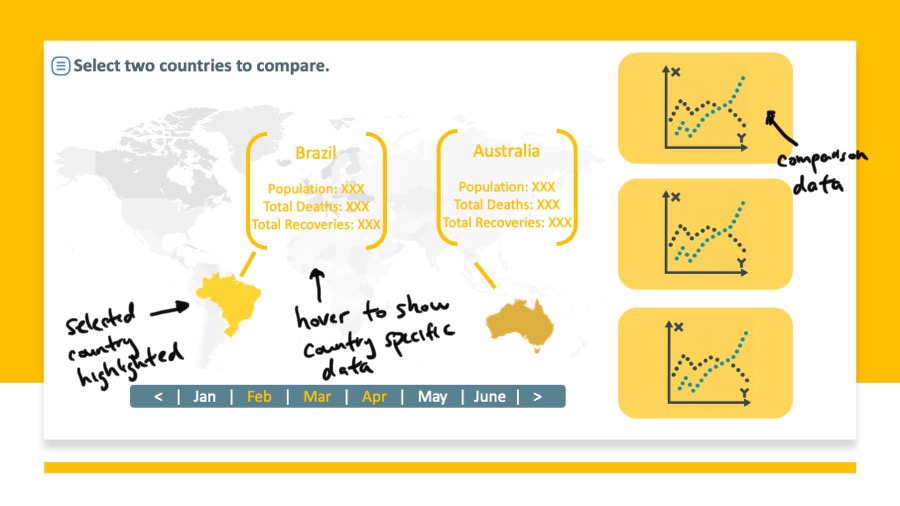 Select two countries to compare.
Brazil
Population: XXX
Total Deaths: XXX
Total Recoveries: XXX
Australia
Population: XXX
Total Deaths: XXX
Total Recoveries: XXX
selected
country
highlighted
hover to show
country specific
data
< | Jan | Feb | Mar | Apr | May | June | >
X
Y
comparison
data
X
Y
X
Y